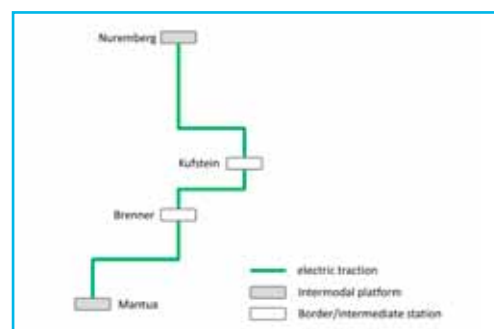 Nuremberg
Kufstein
Brenner
Mantua
electric traction
Intermodal platform
Border/intermediate station